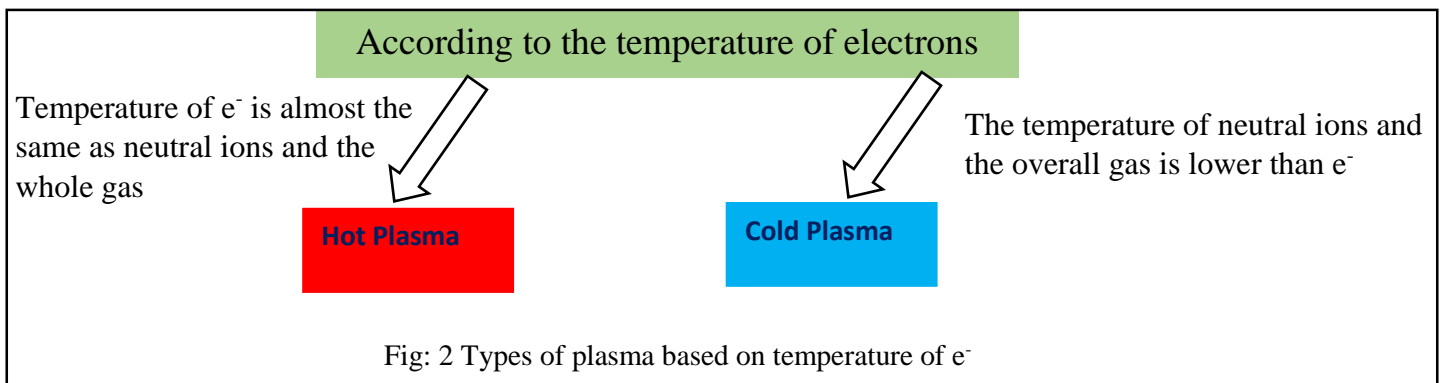 According to the temperature of electrons
Temperature of e⁻ is almost the
same as neutral ions and the
whole gas
The temperature of neutral ions and
the overall gas is lower than e⁻
Hot Plasma
Cold Plasma
Fig: 2 Types of plasma based on temperature of e⁻